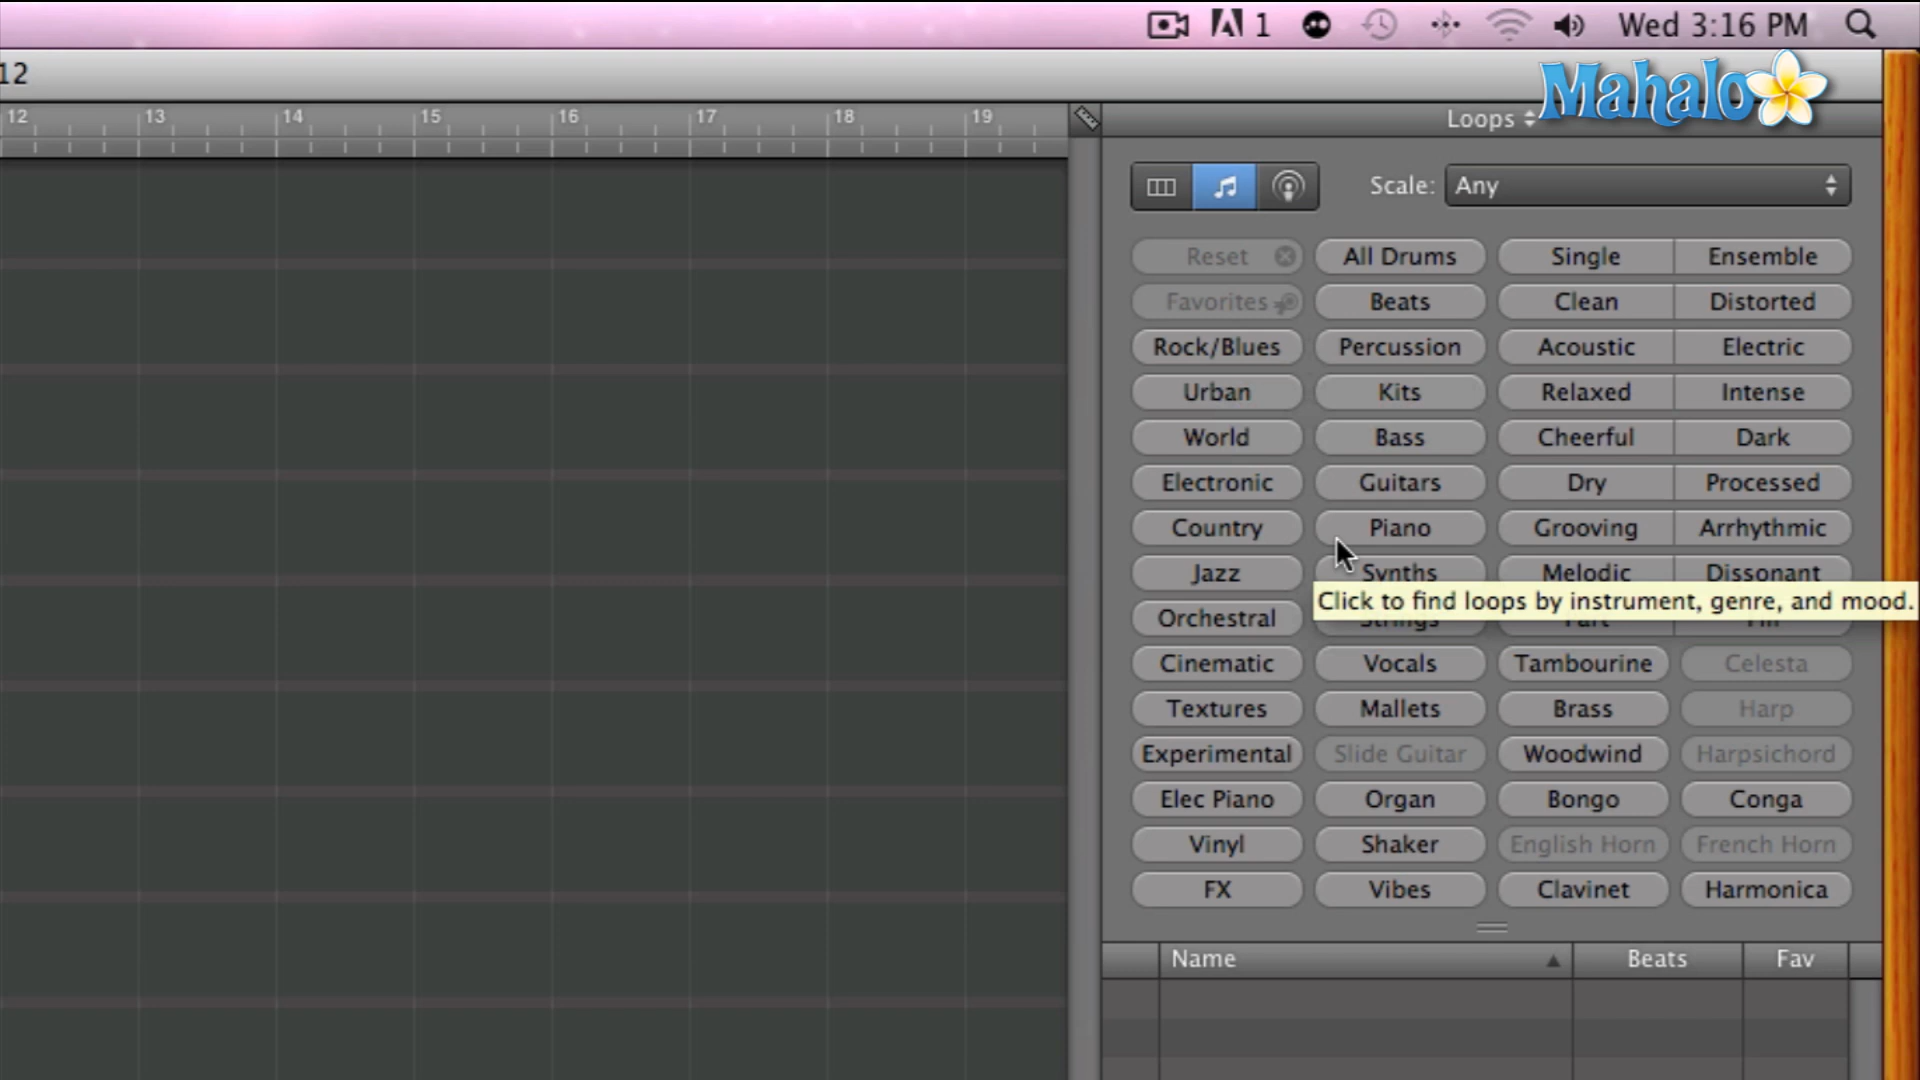 1 Wed 3:16 PM
12
Mahalo
12 13 14 15 16 17 18 19
Loops
Scale: Any
Reset All Drums Single Ensemble
Favorites Beats Clean Distorted
Rock/Blues Percussion Acoustic Electric
Urban Kits Relaxed Intense
World Bass Cheerful Dark
Electronic Guitars Dry Processed
Country Piano Grooving Arrhythmic
Jazz Synths Melodic Dissonant
Click to find loops by instrument, genre, and mood.
Orchestral Strings Part Fill
Cinematic Vocals Tambourine Celesta
Textures Mallets Brass Harp
Experimental Slide Guitar Woodwind Harpsichord
Elec Piano Organ Bongo Conga
Vinyl Shaker English Horn French Horn
FX Vibes Clavinet Harmonica
Name Beats Fav